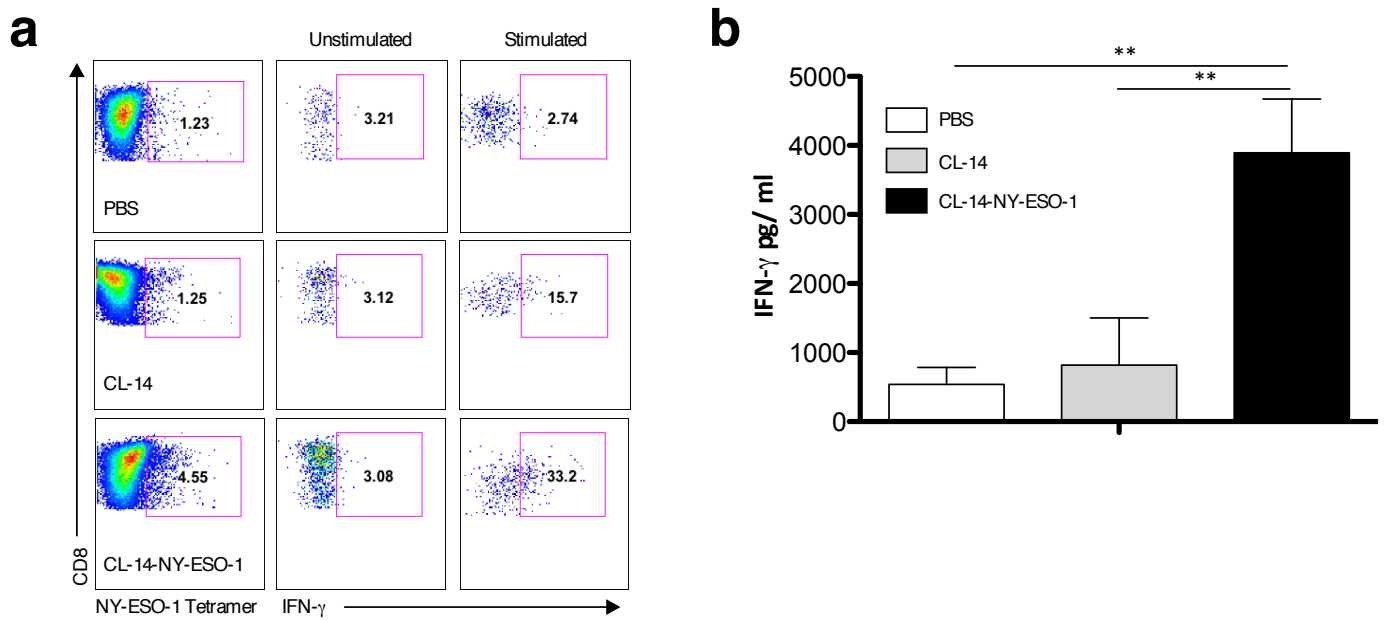 a
Unstimulated
Stimulated
1.23
3.21
2.74
PBS
1.25
3.12
15.7
CL-14
4.55
3.08
33.2
CL-14-NY-ESO-1
CD8
NY-ESO-1 Tetramer
IFN-γ
b
**
**
5000
4000
3000
2000
1000
0
IFN-γ pg/ ml
PBS
CL-14
CL-14-NY-ESO-1